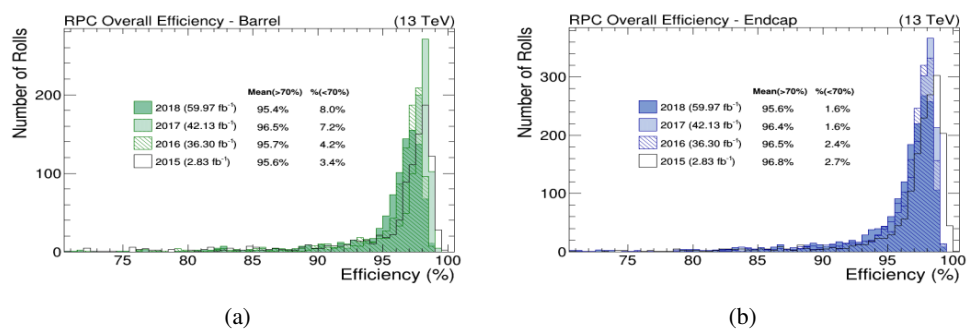 RPC Overall Efficiency - Barrel (13 TeV)
Number of Rolls
Mean(>70%) %(<70%)
2018 (59.97 fb⁻¹) 95.4% 8.0%
2017 (42.13 fb⁻¹) 96.5% 7.2%
2016 (36.30 fb⁻¹) 95.7% 4.2%
2015 (2.83 fb⁻¹) 95.6% 3.4%
200
100
0
75 80 85 90 95 100
Efficiency (%)
(a)
RPC Overall Efficiency - Endcap (13 TeV)
Number of Rolls
Mean(>70%) %(<70%)
2018 (59.97 fb⁻¹) 95.6% 1.6%
2017 (42.13 fb⁻¹) 96.4% 1.6%
2016 (36.30 fb⁻¹) 96.5% 2.4%
2015 (2.83 fb⁻¹) 96.8% 2.7%
300
200
100
0
75 80 85 90 95 100
Efficiency (%)
(b)